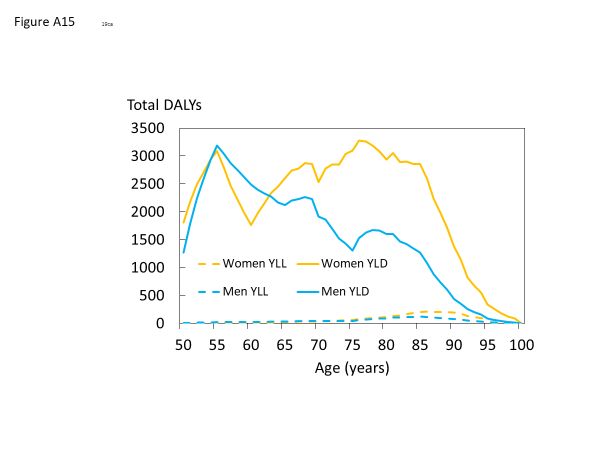 Figure A15 19ca
Total DALYs
3500
3000
2500
2000
1500
1000
500
0
Women YLL Women YLD
Men YLL Men YLD
50 55 60 65 70 75 80 85 90 95 100
Age (years)